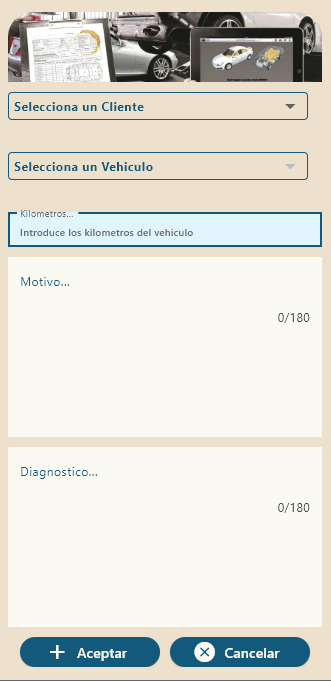 Selecciona un Cliente
Selecciona un Vehiculo
Kilometros...
Introduce los kilometros del vehiculo
Motivo...
0/180
Diagnostico...
0/180
Aceptar
Cancelar